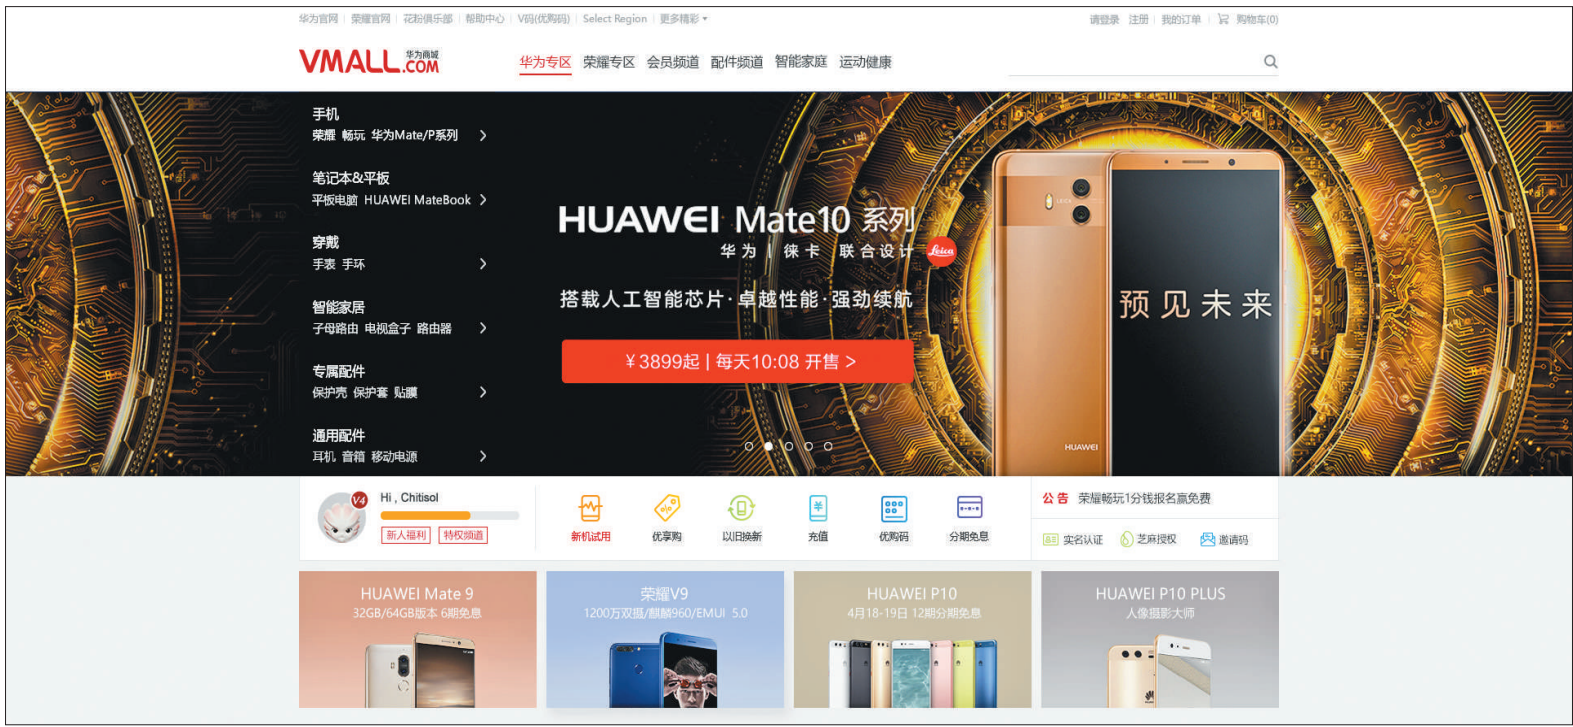 华为官网 | 荣耀官网 | 花粉俱乐部 | 帮助中心 | V码(优购码) | Select Region | 更多精彩
请登录 注册 | 我的订单 | 购物车(0)
VMALL.COM 华为商城
华为专区 荣耀专区 会员频道 配件频道 智能家庭 运动健康
手机
荣耀 畅玩 华为Mate/P系列 >
笔记本&平板
平板电脑 HUAWEI MateBook >
穿戴
手表 手环 >
智能家居
子母路由 电视盒子 路由器 >
专属配件
保护壳 保护套 贴膜 >
通用配件
耳机 音箱 移动电源 >
HUAWEI Mate10 系列
华为 | 徕卡 联合设计 Leica
搭载人工智能芯片·卓越性能·强劲续航
¥3899起 | 每天10:08 开售 >
LEICA
预见未来
HUAWEI
V4
Hi , Chitisol
新人福利 特权频道
新机试用 优享购 以旧换新 充值 优购码 分期免息
公告 荣耀畅玩1分钱报名赢免费
实名认证 芝麻授权 邀请码
HUAWEI Mate 9
32GB/64GB版本 6期免息
荣耀V9
1200万双摄/麒麟960/EMUI 5.0
HUAWEI P10
4月18-19日 12期分期免息
HUAWEI P10 PLUS
人像摄影大师